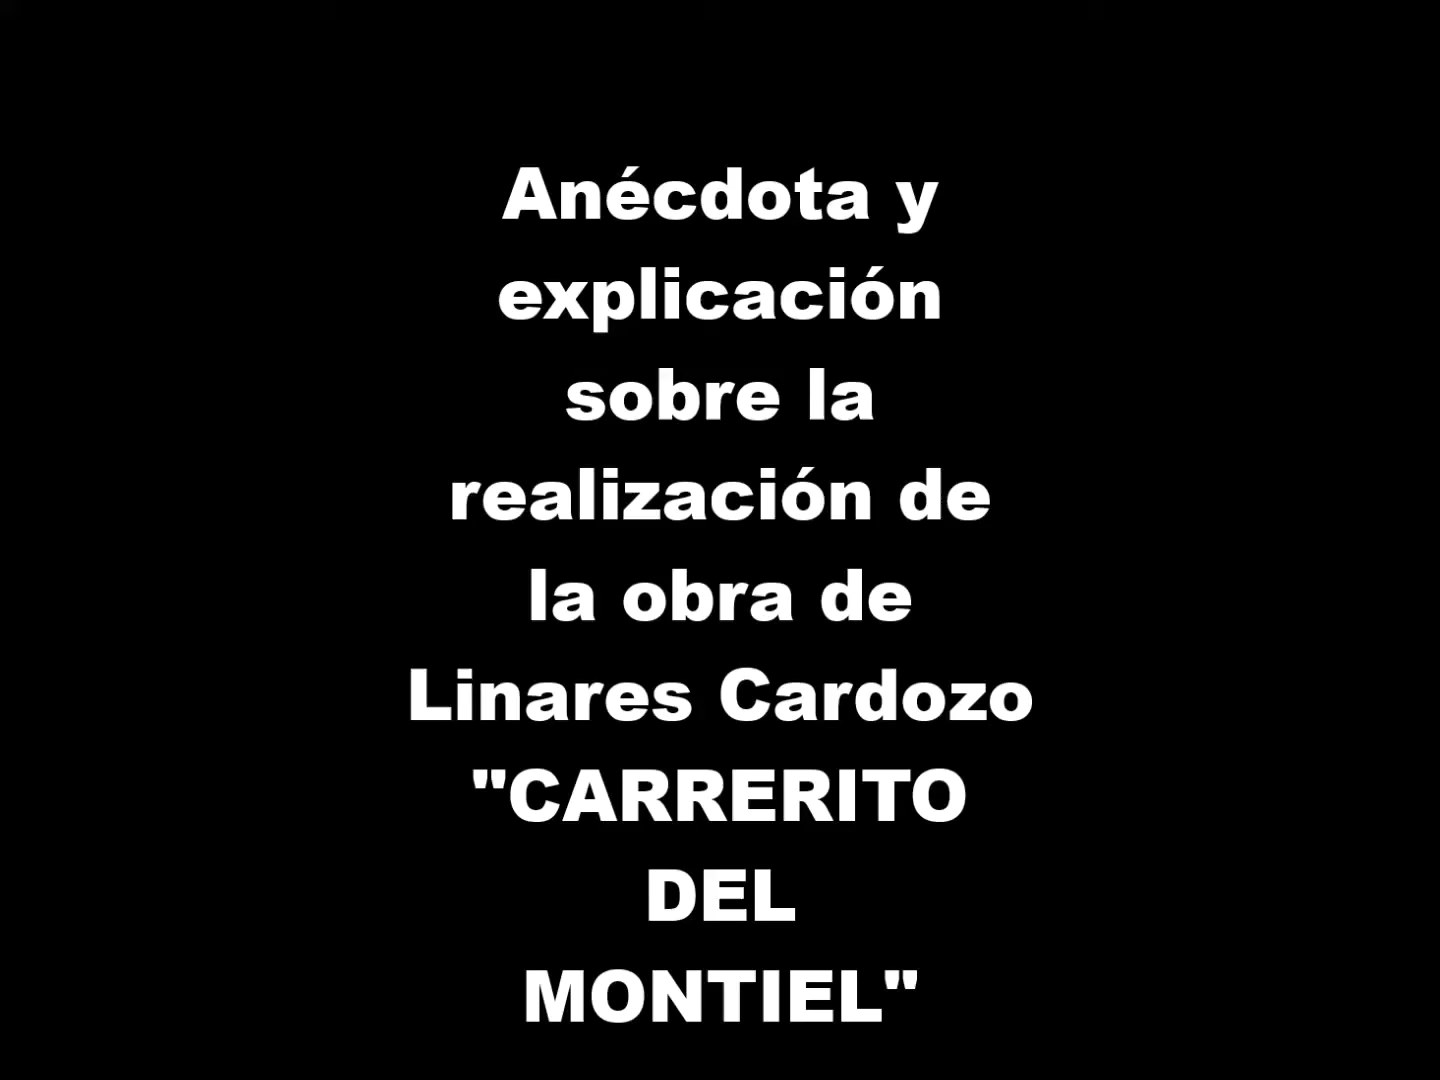 Anécdota y
explicación
sobre la
realización de
la obra de
Linares Cardozo
"CARRERITO
DEL
MONTIEL"